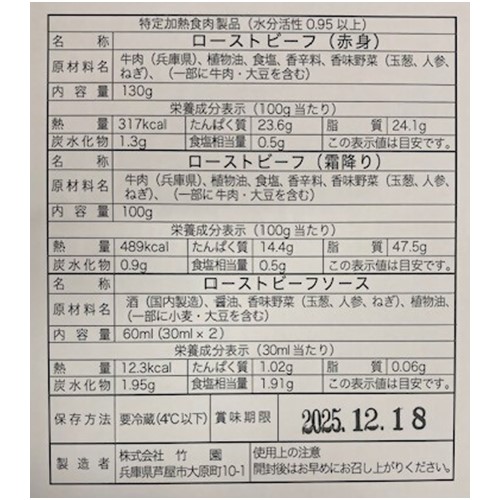 特定加熱食肉製品（水分活性0.95以上）
名 称 ローストビーフ（赤身）
原材料名 牛肉（兵庫県）、植物油、食塩、香辛料、香味野菜（玉葱、人参、
ねぎ）、（一部に牛肉・大豆を含む）
内 容 量 130g
栄養成分表示（100g当たり）
熱 量 317kcal たんぱく質 23.6g 脂 質 24.1g
炭水化物 1.3g 食塩相当量 0.5g この表示値は目安です。
名 称 ローストビーフ（霜降り）
原材料名 牛肉（兵庫県）、植物油、食塩、香辛料、香味野菜（玉葱、人参、
ねぎ）、（一部に牛肉・大豆を含む）
内 容 量 100g
栄養成分表示（100g当たり）
熱 量 489kcal たんぱく質 14.4g 脂 質 47.5g
炭水化物 0.9g 食塩相当量 0.5g この表示値は目安です。
名 称 ローストビーフソース
原材料名 酒（国内製造）、醤油、香味野菜（玉葱、人参、ねぎ）、植物油、
（一部に小麦・大豆を含む）
内 容 量 60ml（30ml×2）
栄養成分表示（30ml当たり）
熱 量 12.3kcal たんぱく質 1.02g 脂 質 0.06g
炭水化物 1.95g 食塩相当量 1.91g この表示値は目安です。
保存方法 要冷蔵（4℃以下） 賞味期限 2025.12.18
製 造 者 株式会社 竹 園 使用上の注意
兵庫県芦屋市大原町10-1 開封後はお早めにお召し上がりください。